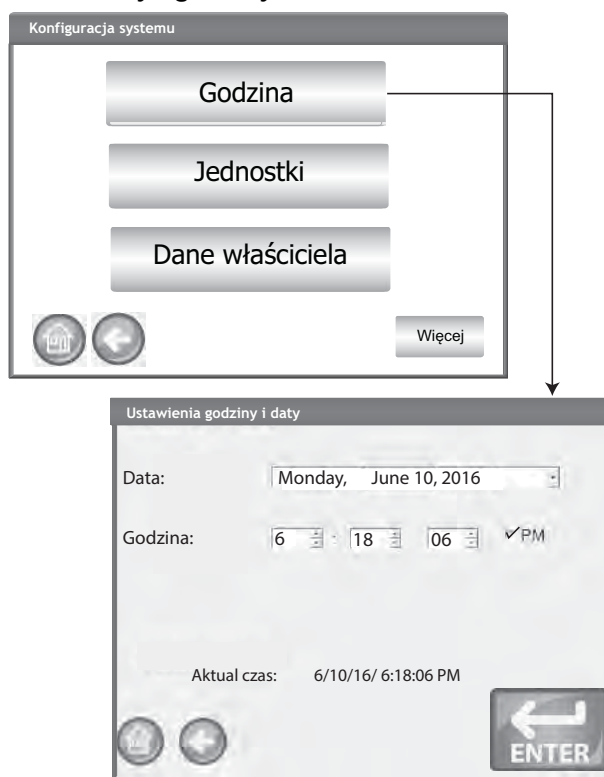 Konfiguracja systemu
Godzina
Jednostki
Dane właściciela
Więcej
Ustawienia godziny i daty
Data: Monday, June 10, 2016
Godzina: 6 : 18 06 ✓PM
Aktual czas: 6/10/16/ 6:18:06 PM
ENTER